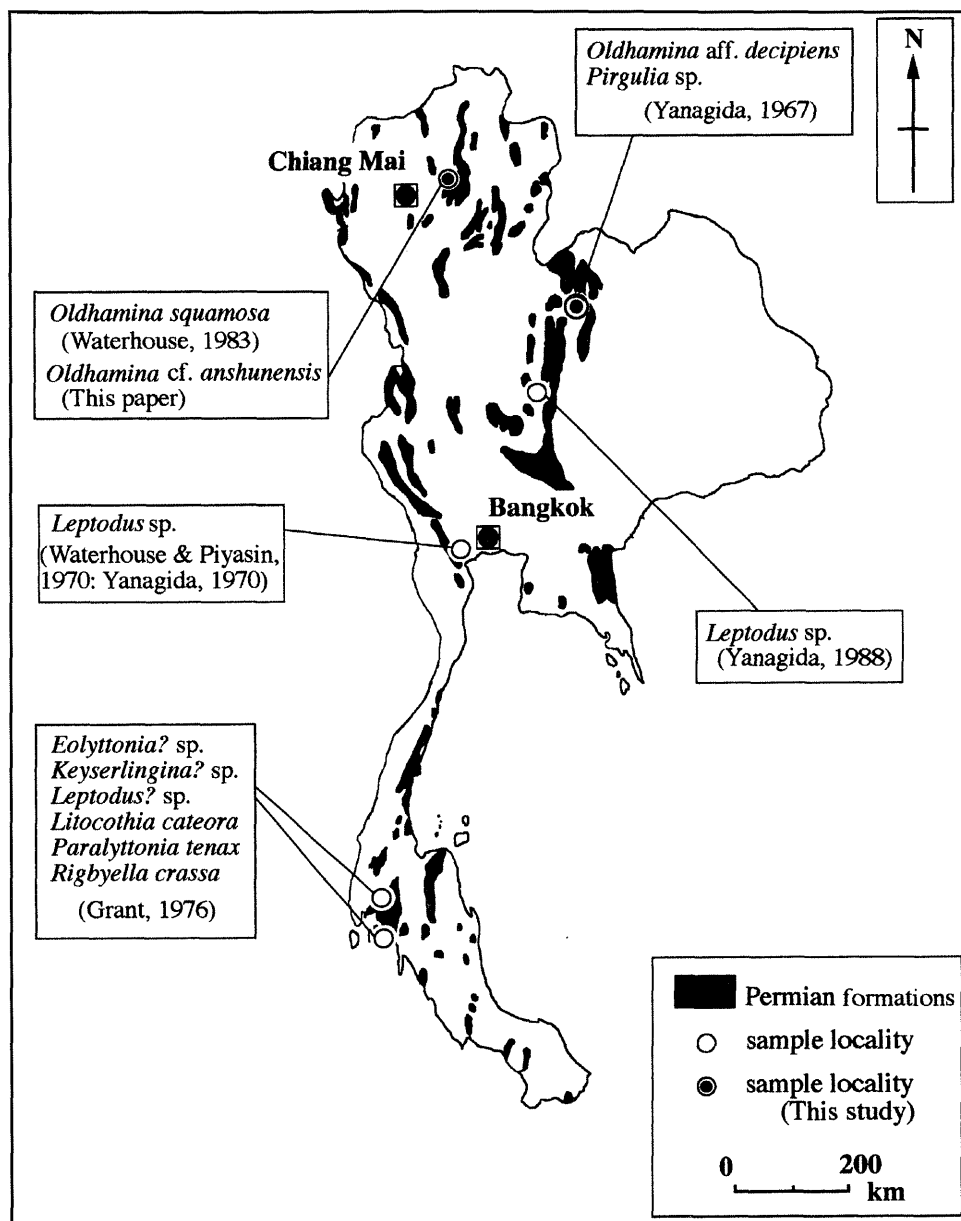 Oldhamina aff. decipiens
Pirgulia sp.
(Yanagida, 1967)
N
Chiang Mai
Oldhamina squamosa
(Waterhouse, 1983)
Oldhamina cf. anshunensis
(This paper)
Bangkok
Leptodus sp.
(Waterhouse & Piyasin,
1970: Yanagida, 1970)
Leptodus sp.
(Yanagida, 1988)
Eolyttonia? sp.
Keyserlingina? sp.
Leptodus? sp.
Litocothia cateora
Paralyttonia tenax
Rigbyella crassa
(Grant, 1976)
Permian formations
sample locality
sample locality
(This study)
0 200
km